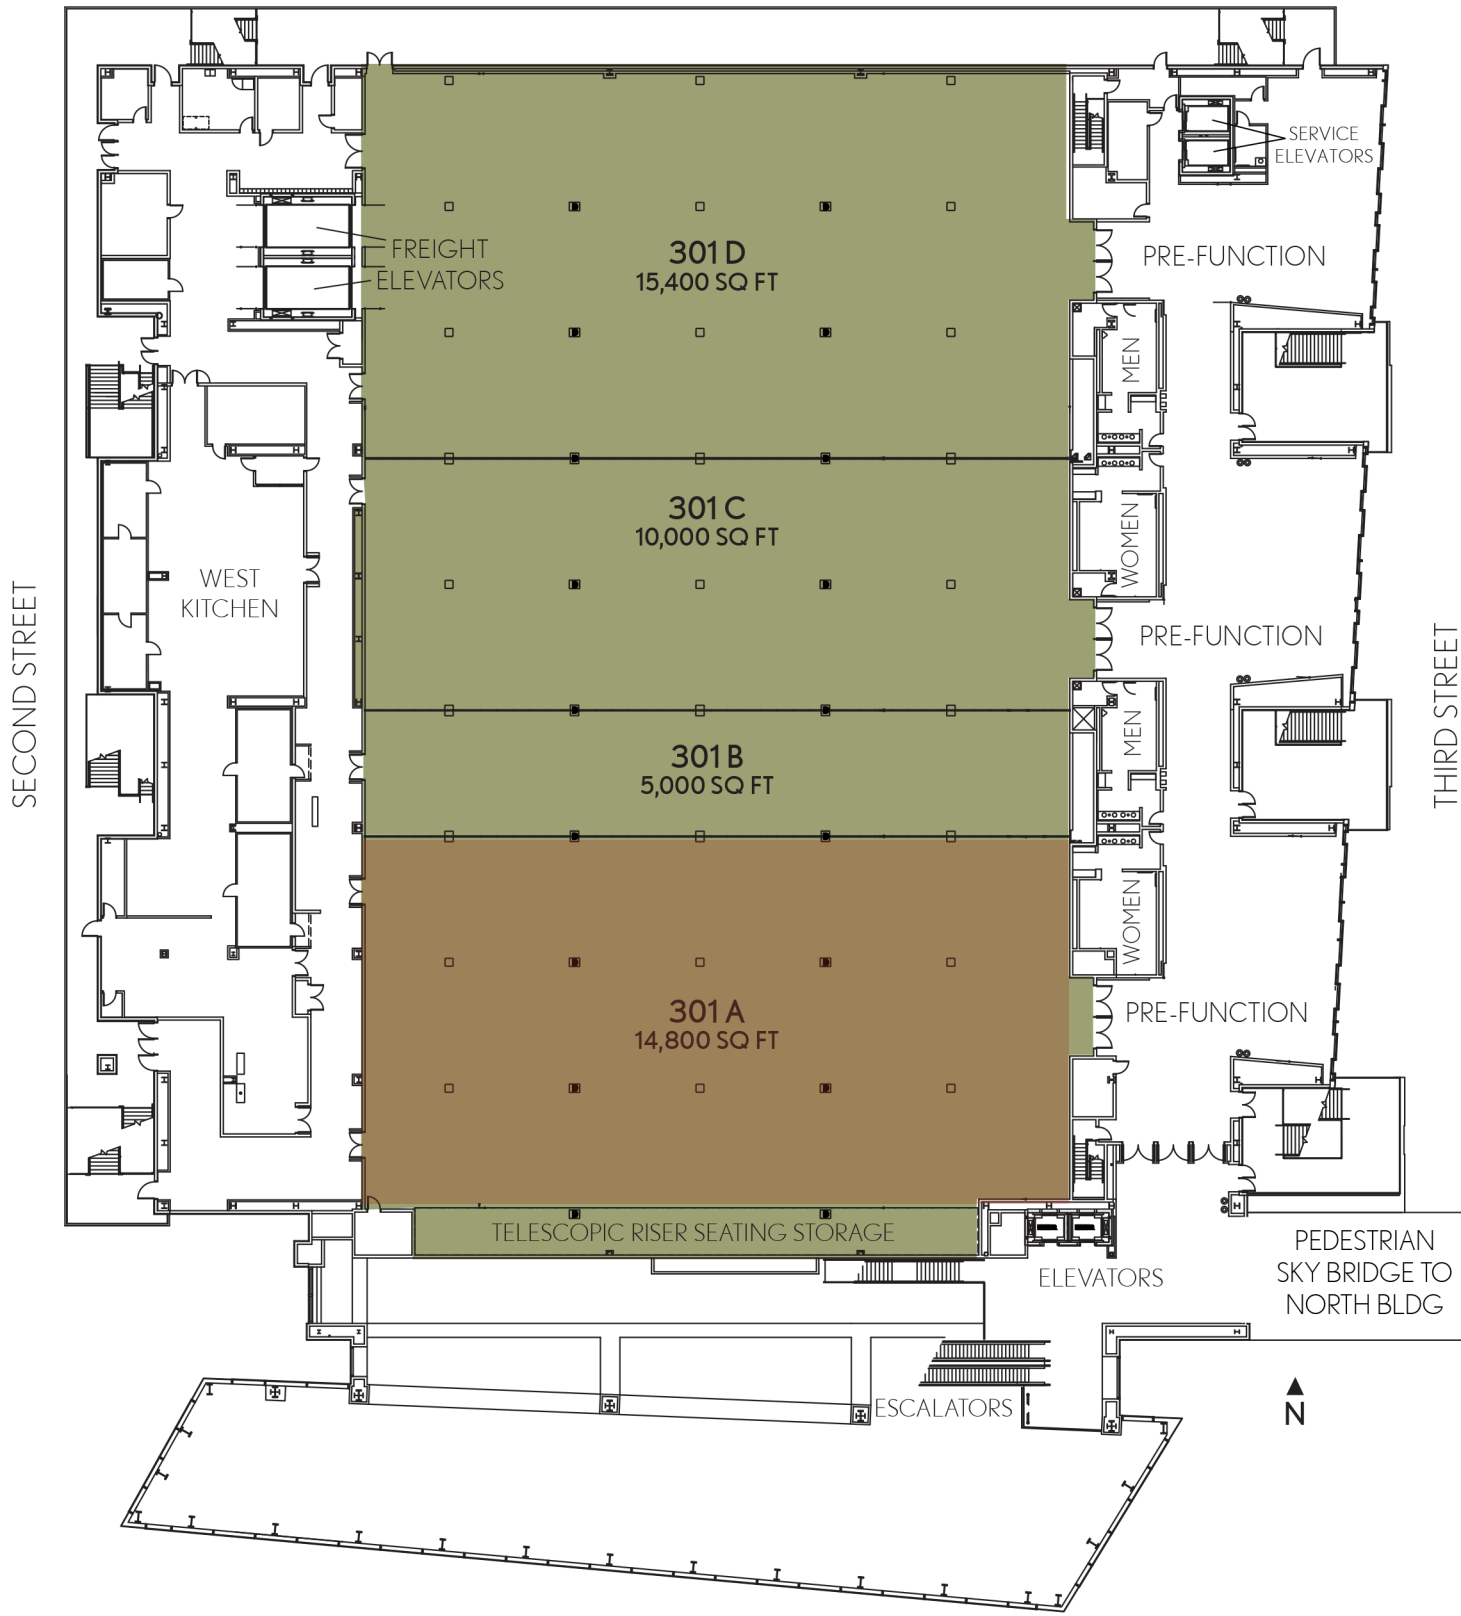 SERVICE
ELEVATORS
FREIGHT
ELEVATORS
301 D
15,400 SQ FT
PRE-FUNCTION
MEN
301 C
10,000 SQ FT
WOMEN
WEST
KITCHEN
PRE-FUNCTION
SECOND STREET
THIRD STREET
MEN
301 B
5,000 SQ FT
WOMEN
301 A
14,800 SQ FT
PRE-FUNCTION
TELESCOPIC RISER SEATING STORAGE
ELEVATORS
PEDESTRIAN
SKY BRIDGE TO
NORTH BLDG
ESCALATORS
N